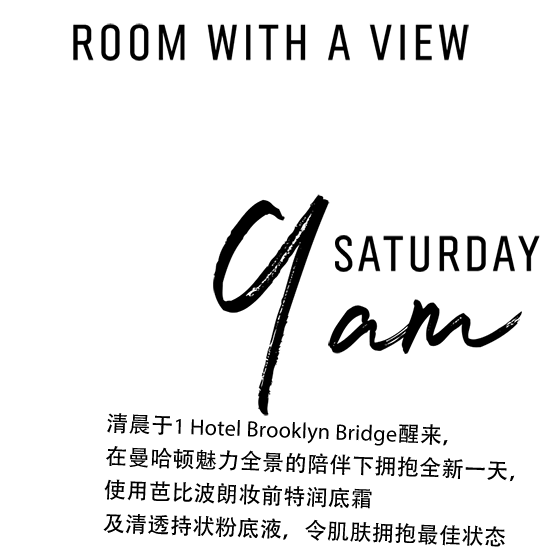 ROOM WITH A VIEW
SATURDAY
9am
清晨于1 Hotel Brooklyn Bridge醒来,
在曼哈顿魅力全景的陪伴下拥抱全新一天,
使用芭比波朗妆前特润底霜
及清透持状粉底液，令肌肤拥抱最佳状态